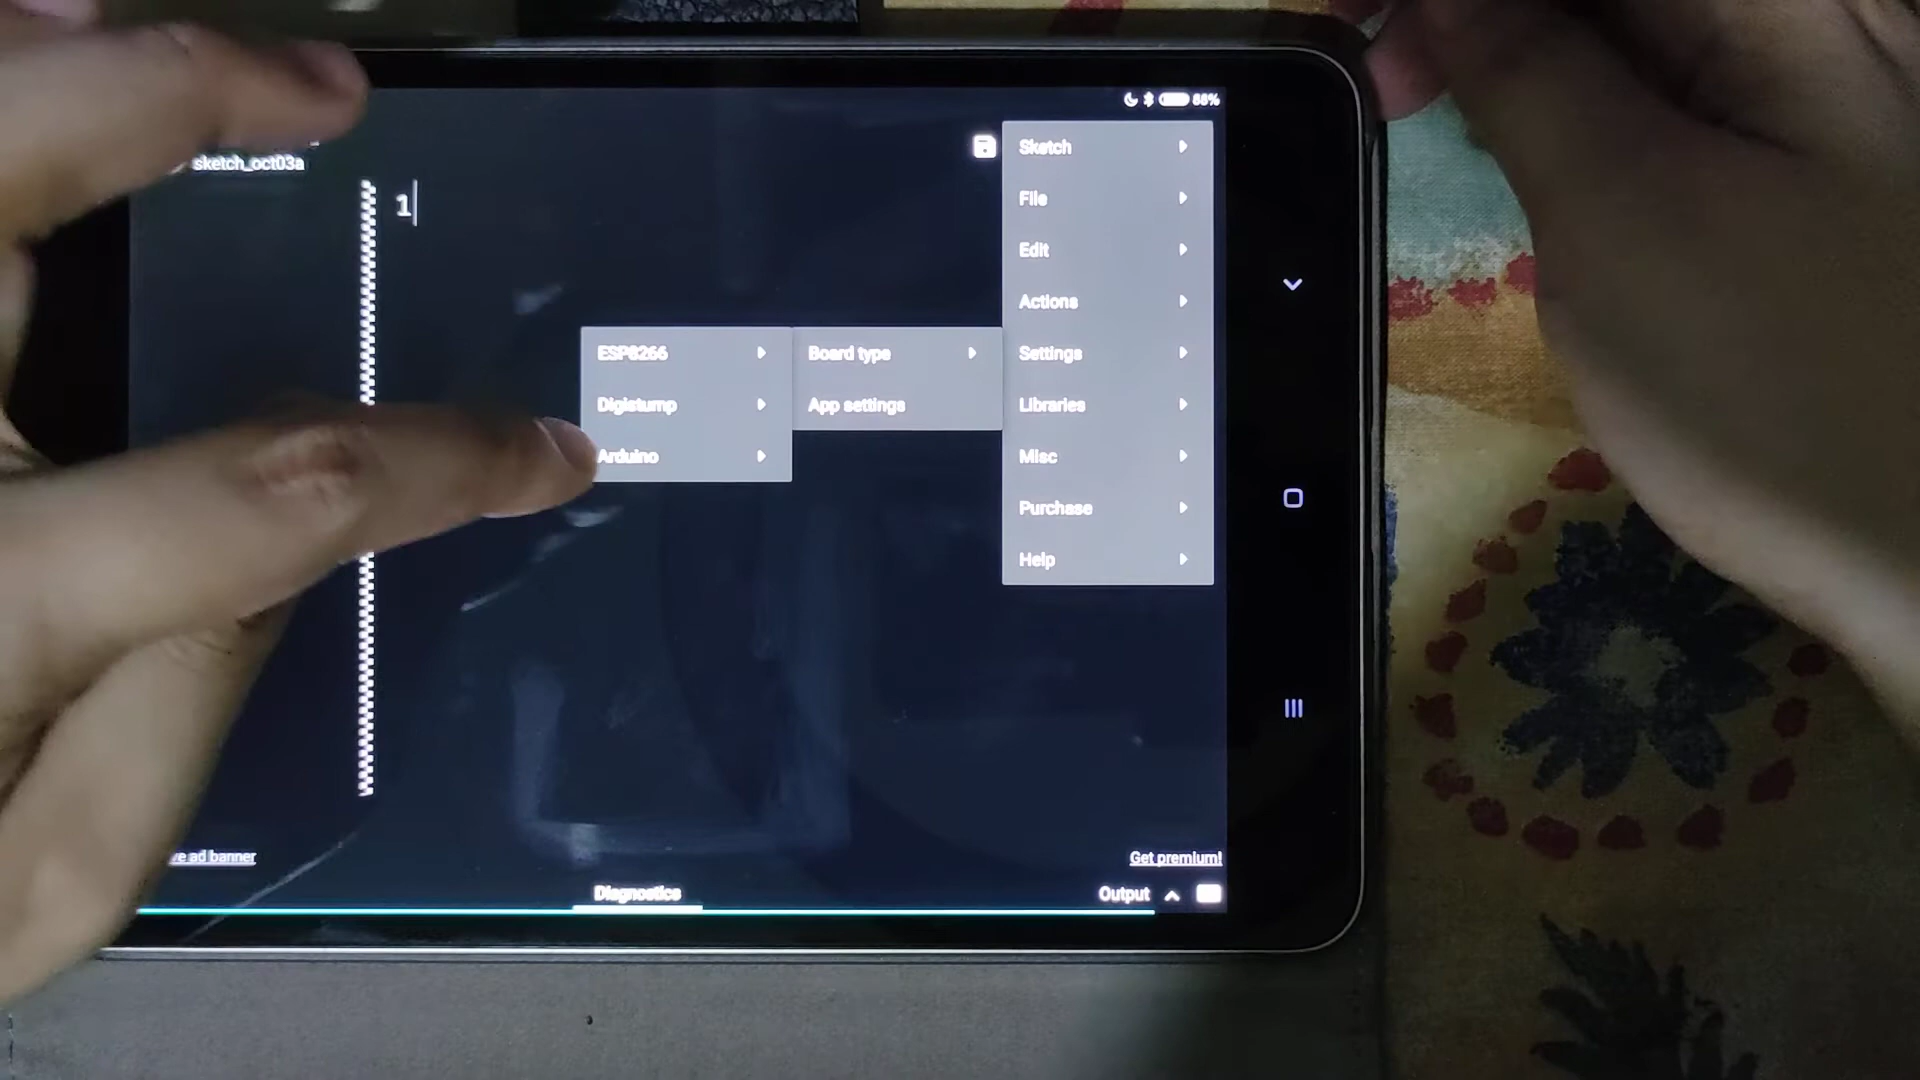 88%
sketch_oct03a
1
Sketch
File
Edit
Actions
ESP8266
Board type
Settings
Digistump
App settings
Libraries
Arduino
Misc
Purchase
Help
ad banner
Get premium!
Diagnostics
Output